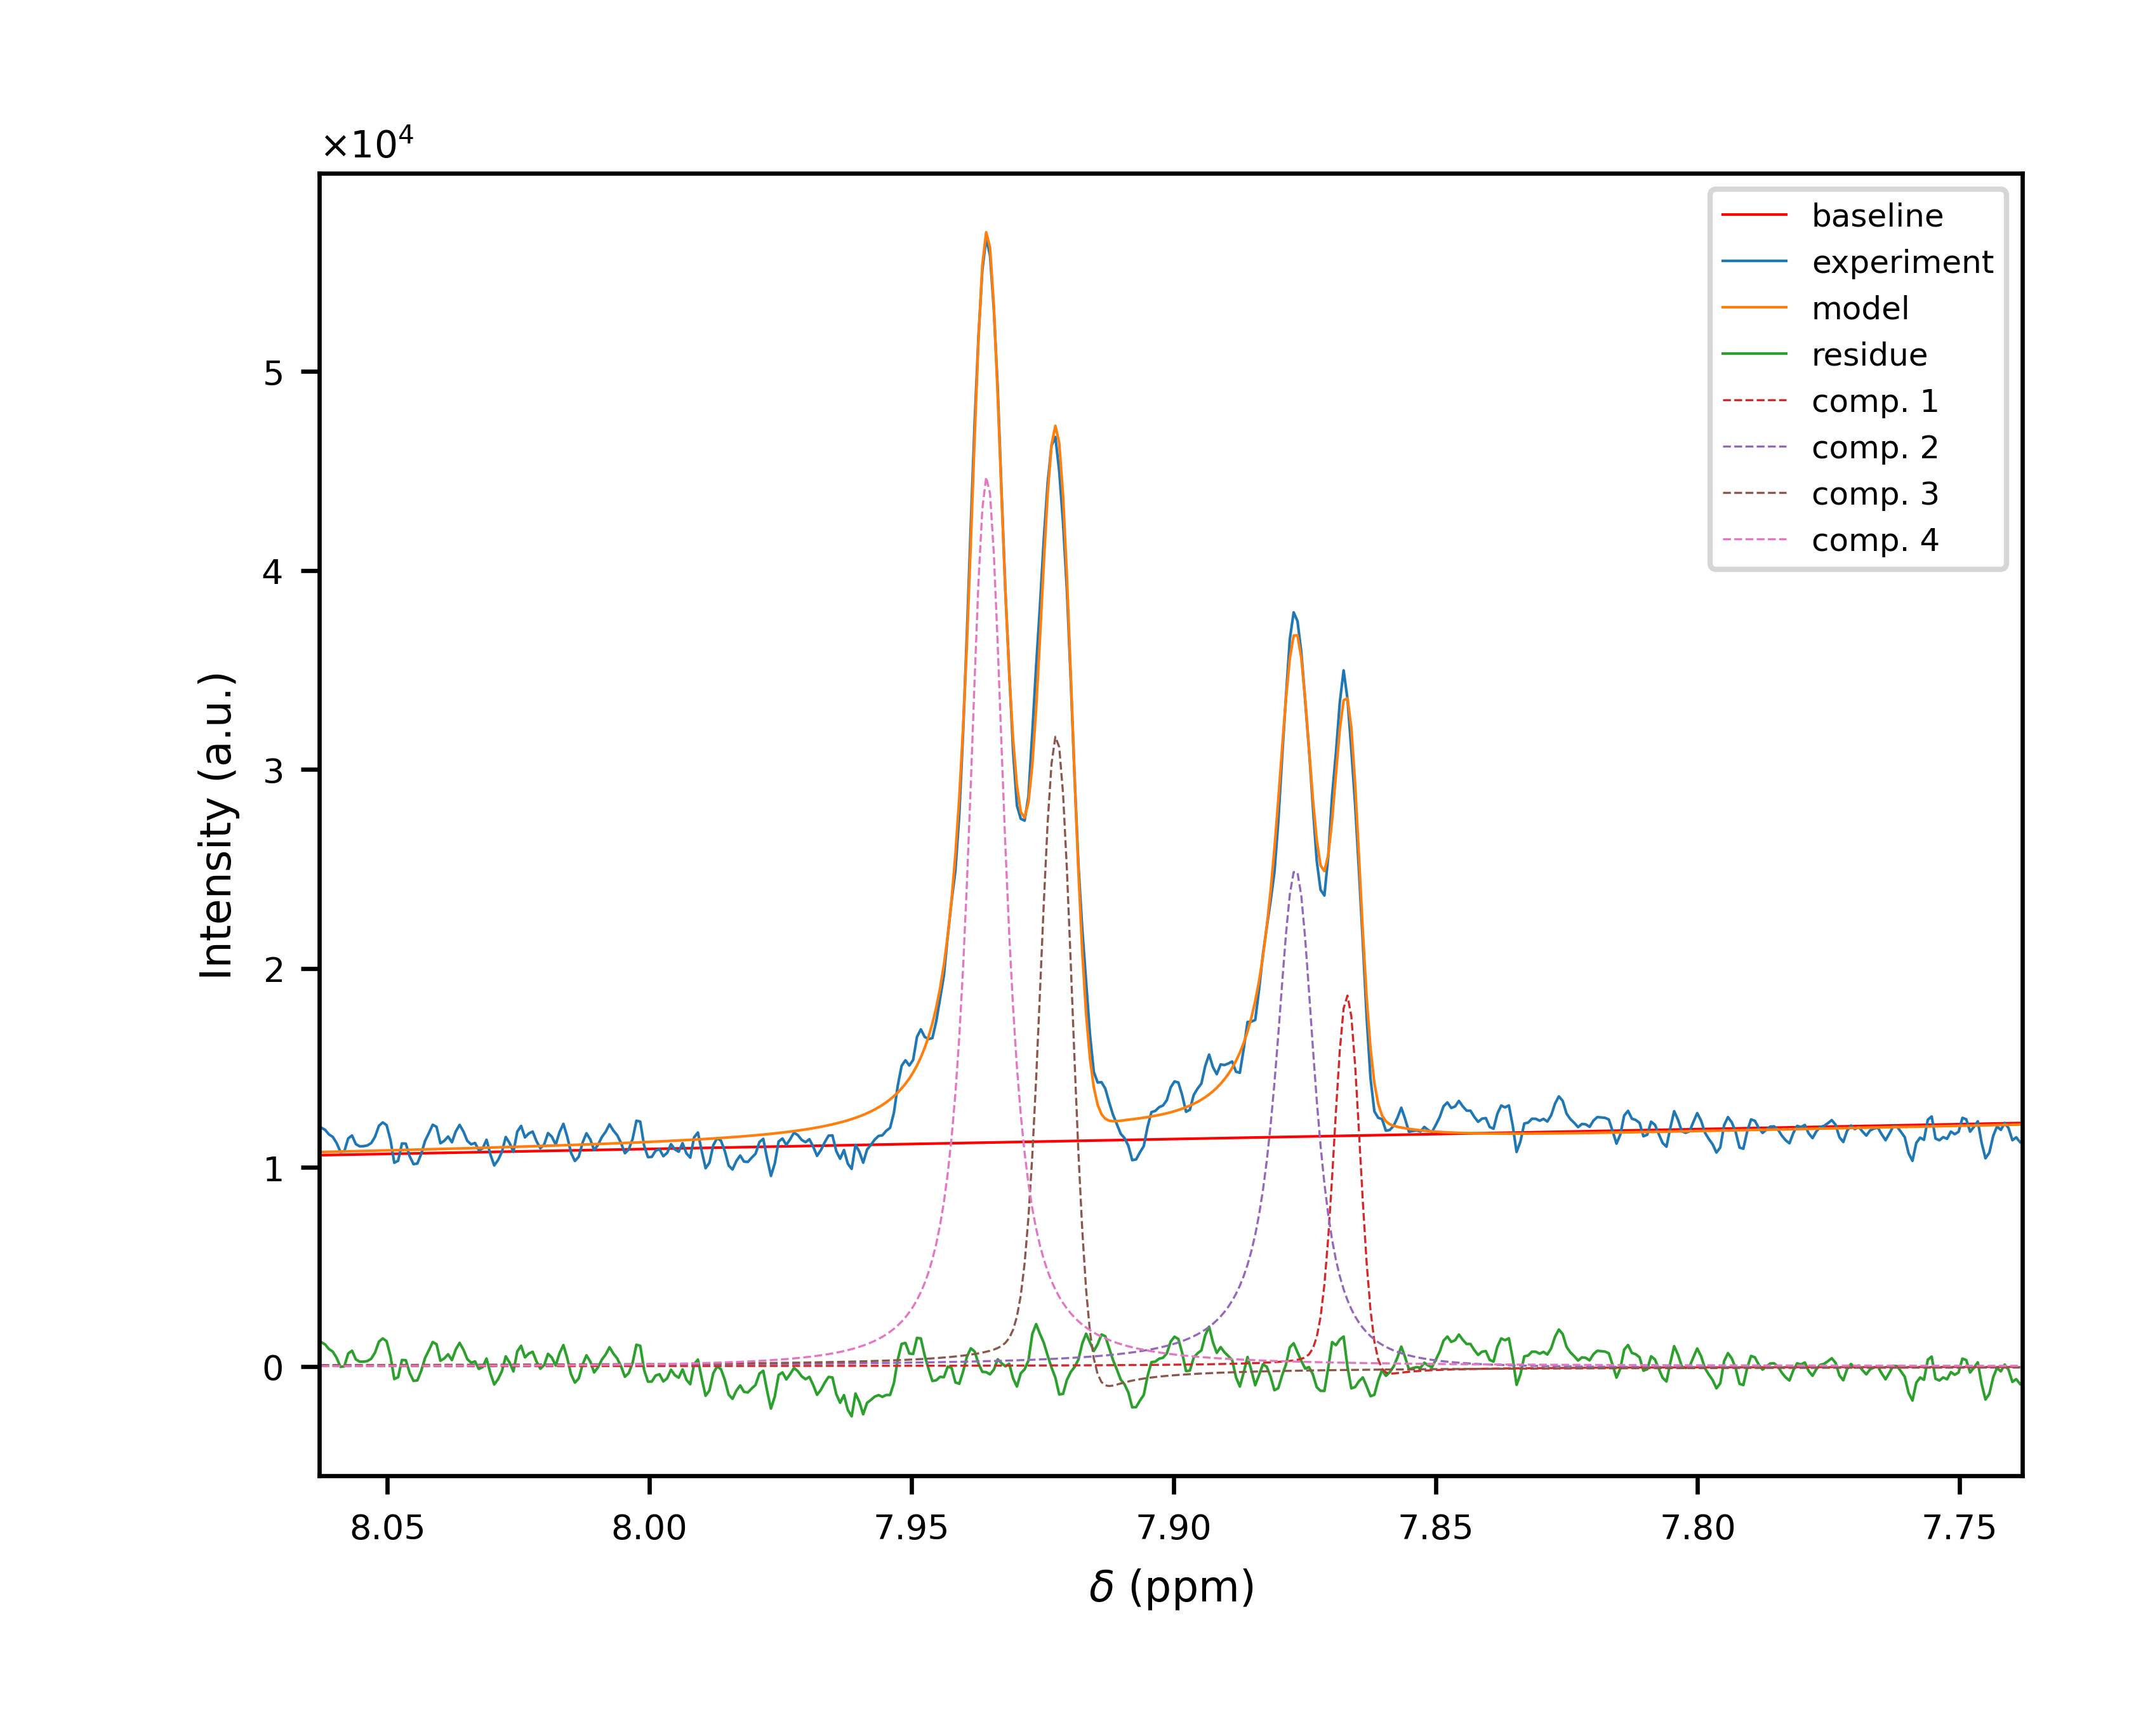 ×10⁴
baseline
experiment
model
residue
comp. 1
comp. 2
comp. 3
comp. 4
5
4
3
2
1
0
Intensity (a.u.)
8.05 8.00 7.95 7.90 7.85 7.80 7.75
δ (ppm)